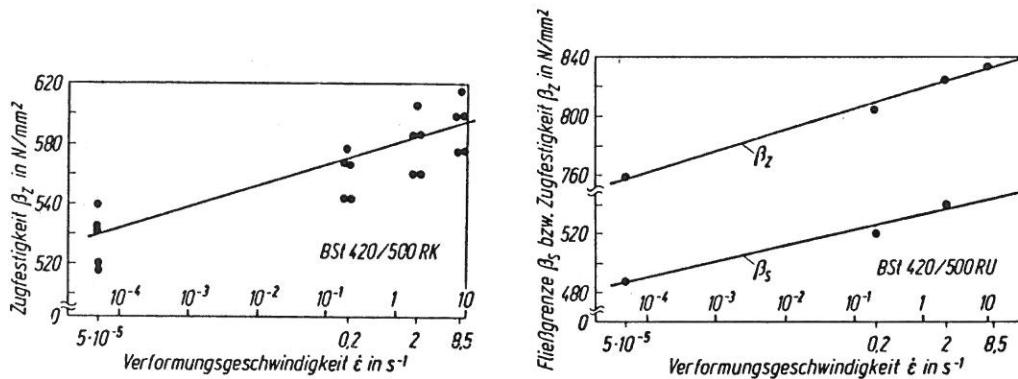 Zugfestigkeit βZ in N/mm²
620
580
540
520
0
BSt 420/500 RK
10⁻⁴ 10⁻³ 10⁻² 10⁻¹ 1 10
5·10⁻⁵ 0,2 2 8,5
Verformungsgeschwindigkeit ε̇ in s⁻¹
Fließgrenze βS bzw. Zugfestigkeit βZ in N/mm²
840
800
760
520
480
0
βZ
βS
BSt 420/500 RU
10⁻⁴ 10⁻³ 10⁻² 10⁻¹ 1 10
5·10⁻⁵ 0,2 2 8,5
Verformungsgeschwindigkeit ε̇ in s⁻¹